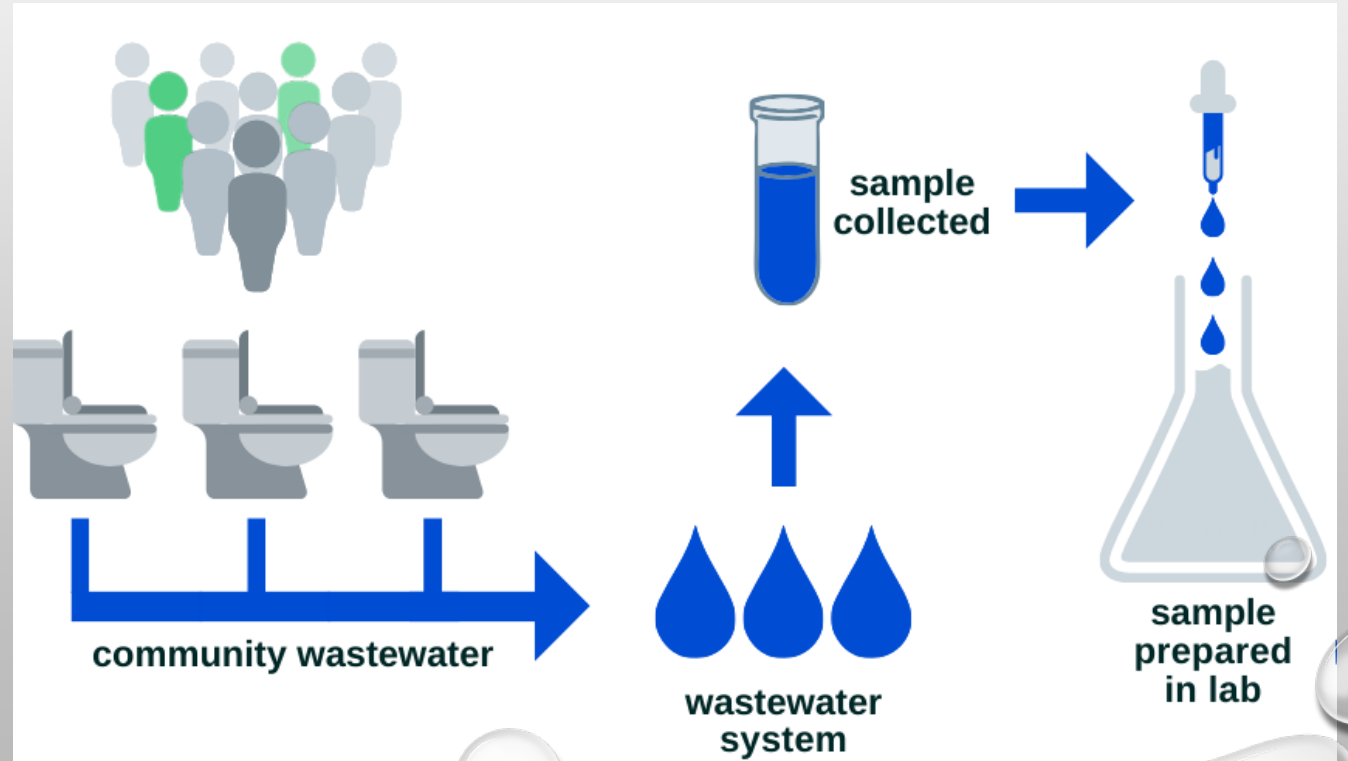 community wastewater
wastewater
system
sample
collected
sample
prepared
in lab